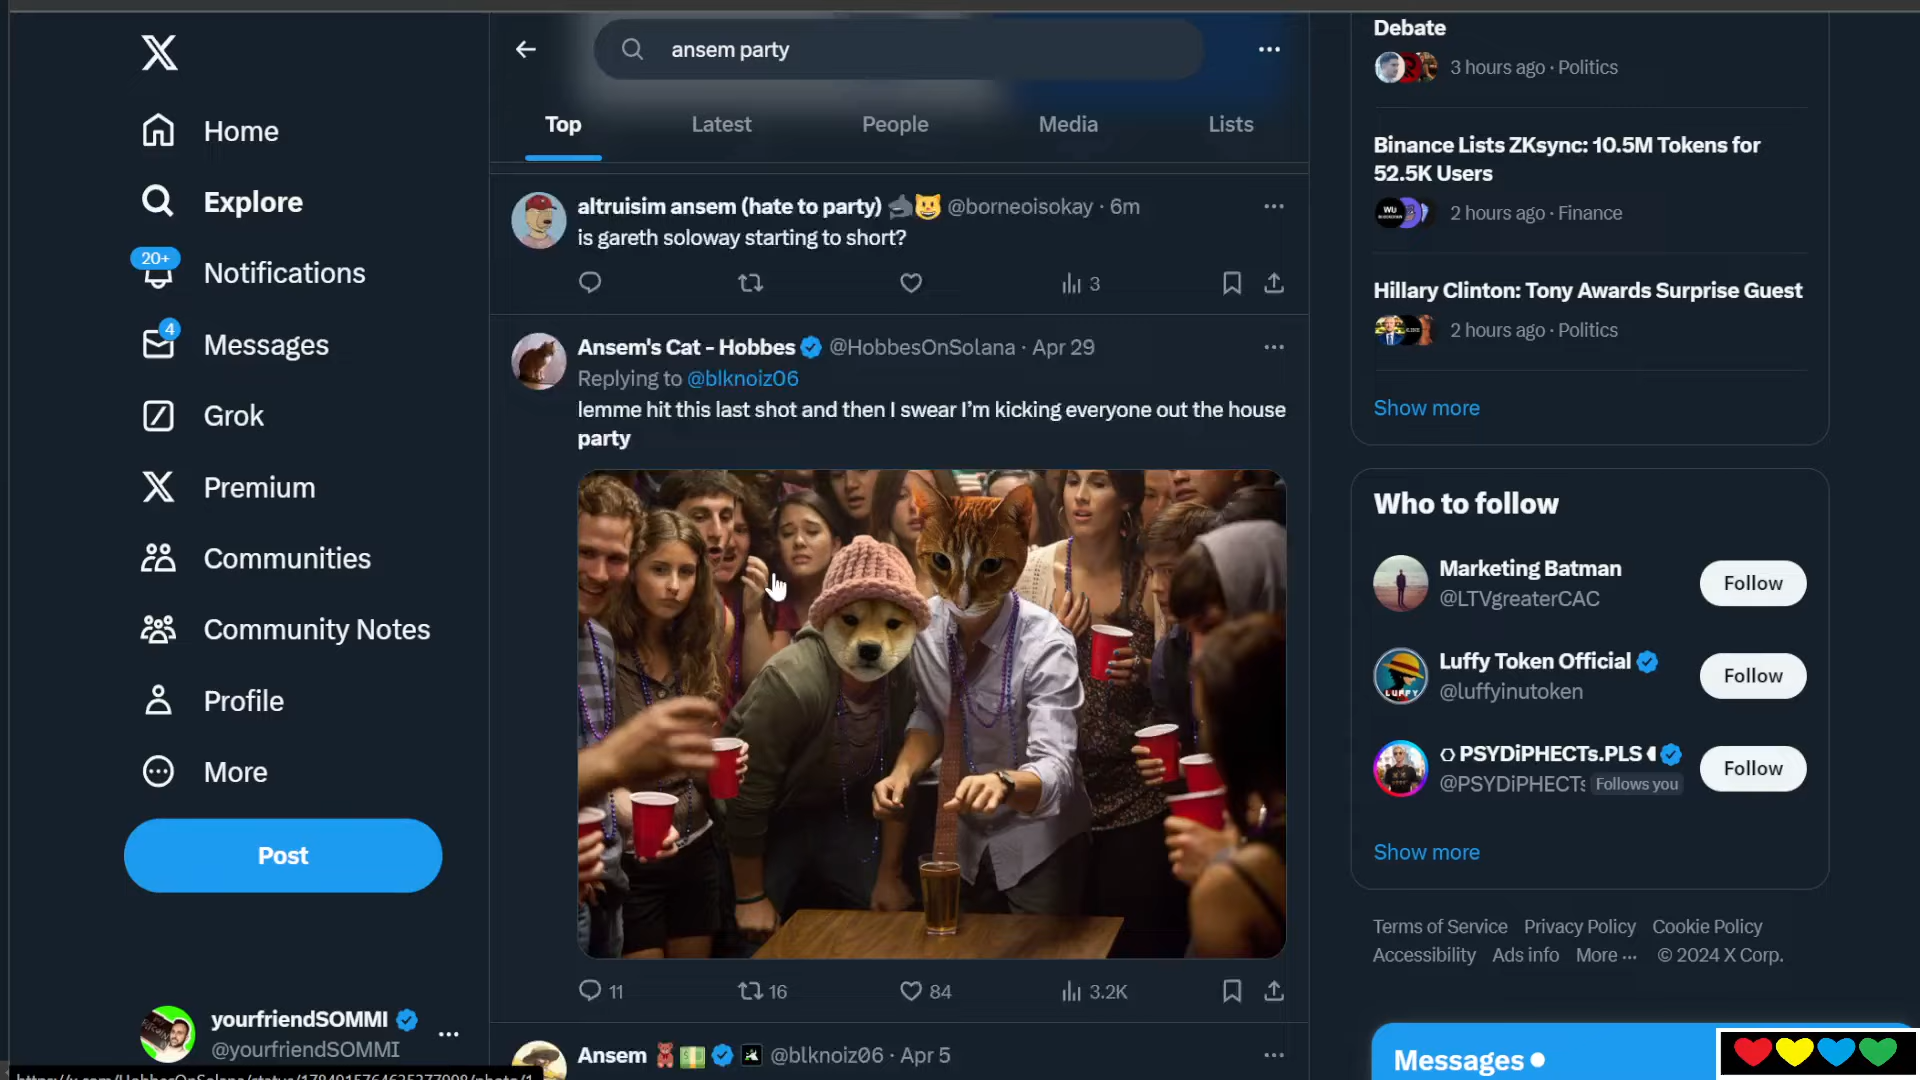 ansem party
Top
Latest
People
Media
Lists
Home
Explore
20+
Notifications
4
Messages
Grok
Premium
Communities
Community Notes
Profile
More
Post
yourfriendSOMMI
@yourfriendSOMMI
altruisim ansem (hate to party) @borneoisokay · 6m
is gareth soloway starting to short?
3
Ansem's Cat - Hobbes @HobbesOnSolana · Apr 29
Replying to @blknoiz06
lemme hit this last shot and then I swear I'm kicking everyone out the house
party
11
16
84
3.2K
Ansem @blknoiz06 · Apr 5
Debate
3 hours ago · Politics
Binance Lists ZKsync: 10.5M Tokens for
52.5K Users
2 hours ago · Finance
Hillary Clinton: Tony Awards Surprise Guest
2 hours ago · Politics
Show more
Who to follow
Marketing Batman
@LTVgreaterCAC
Follow
Luffy Token Official
@luffyinutoken
Follow
LUFFY
PSYDiPHECTs.PLS
@PSYDiPHECTs Follows you
Follow
Show more
Terms of Service Privacy Policy Cookie Policy
Accessibility Ads info More ··· © 2024 X Corp.
Messages